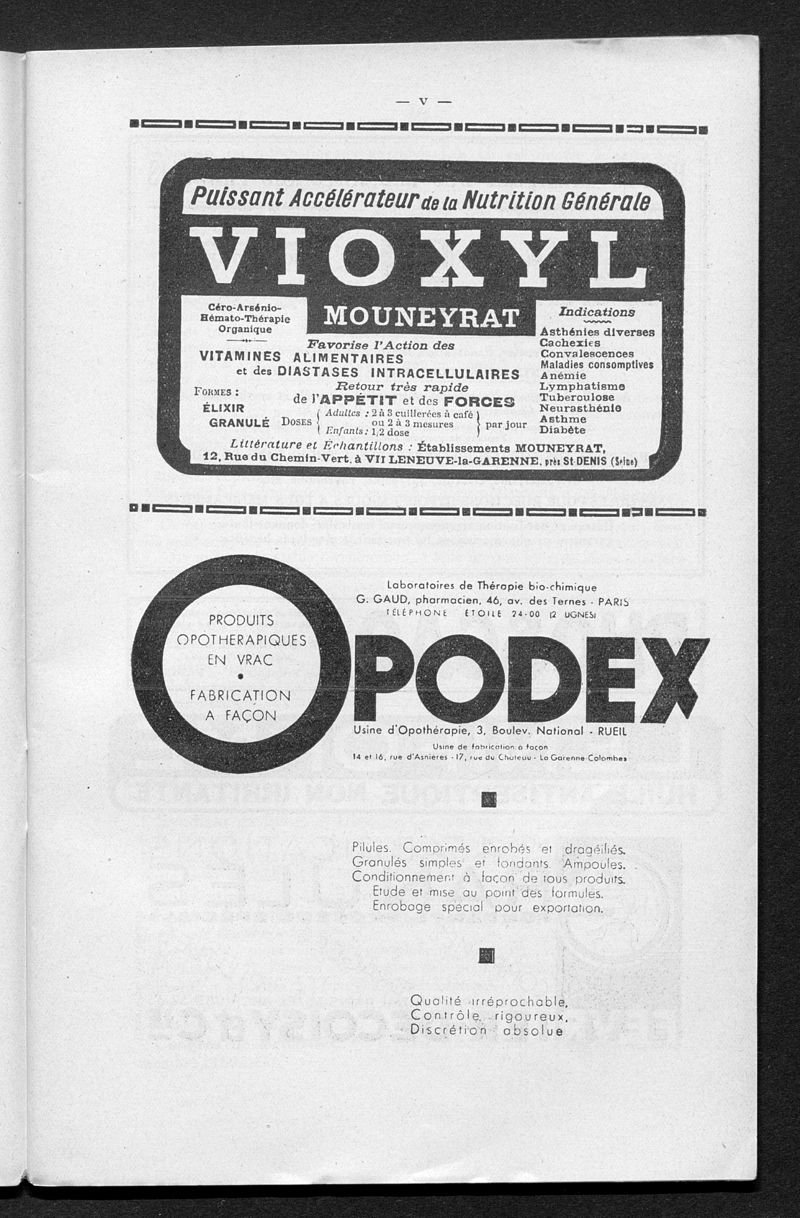 — V —
Puissant Accélérateur de la Nutrition Générale
VIOXYL
MOUNEYRAT
Céro-Arsénio-
Hémato-Thérapie
Organique
Favorise l'Action des
VITAMINES ALIMENTAIRES
et des DIASTASES INTRACELLULAIRES
Retour très rapide
de l'APPÉTIT et des FORCES
FORMES :
ÉLIXIR
GRANULÉ
DOSES
Adultes : 2 à 3 cuillerées à café
ou 2 à 3 mesures
Enfants : 1/2 dose
par jour
Indications
Asthénies diverses
Cachexies
Convalescences
Maladies consomptives
Anémie
Lymphatisme
Tuberculose
Neurasthénie
Asthme
Diabète
Littérature et Echantillons : Établissements MOUNEYRAT,
12, Rue du Chemin-Vert, à VILLENEUVE-la-GARENNE, près St-DENIS (Seine)
Laboratoires de Thérapie bio-chimique
G. GAUD, pharmacien, 46, av. des Ternes - PARIS
TÉLÉPHONE ÉTOILE 24-00 (2 LIGNES)
PRODUITS
OPOTHERAPIQUES
EN VRAC
•
FABRICATION
A FAÇON
OPODEX
Usine d'Opothérapie, 3, Boulev. National - RUEIL
Usine de fabrication à façon
14 et 16, rue d'Asnières - 17, rue du Château - La Garenne-Colombes
Pilules. Comprimés enrobés et dragéifiés.
Granulés simples et fondants. Ampoules.
Conditionnement à façon de tous produits.
Etude et mise au point des formules.
Enrobage spécial pour exportation.
Qualité irréprochable,
Contrôle rigoureux,
Discrétion absolue